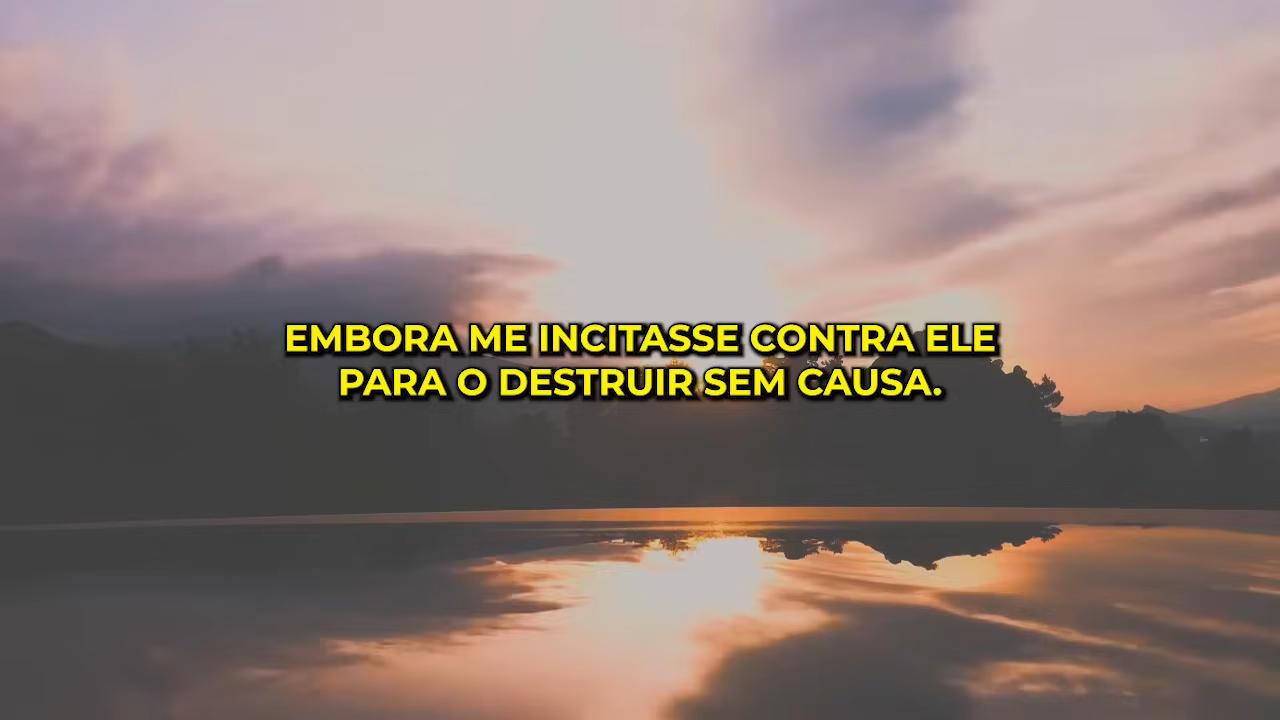 EMBORA ME INCITASSE CONTRA ELE
PARA O DESTRUIR SEM CAUSA.